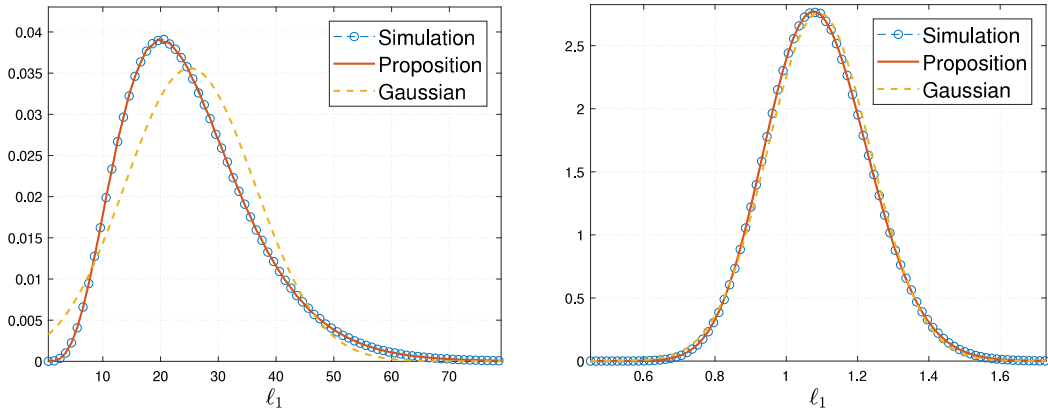 0.04
0.035
0.03
0.025
0.02
0.015
0.01
0.005
0
10 20 30 40 50 60 70
ℓ₁
Simulation
Proposition
Gaussian
2.5
2
1.5
1
0.5
0
0.6 0.8 1 1.2 1.4 1.6
ℓ₁
Simulation
Proposition
Gaussian